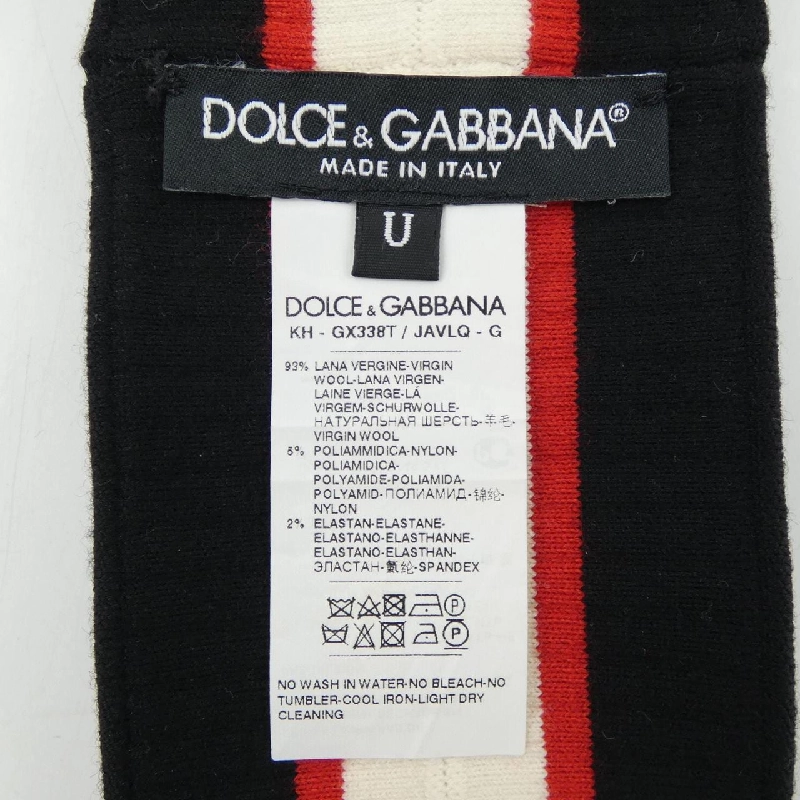 DOLCE & GABBANA®
MADE IN ITALY
U
DOLCE & GABBANA
KH - GX338T / JAVLQ - G
93% LANA VERGINE-VIRGIN
WOOL-LANA VIRGEN-
LAINE VIERGE-LÃ
VIRGEM-SCHURWOLLE-
НАТУРАЛЬНАЯ ШЕРСТЬ-羊毛-
VIRGIN WOOL
5% POLIAMMIDICA-NYLON-
POLIAMIDICA-
POLYAMIDE-POLIAMIDA-
POLYAMID-ПОЛИАМИД-锦纶-
NYLON
2% ELASTAN-ELASTANE-
ELASTANO-ELASTHANNE-
ELASTANO-ELASTHAN-
ЭЛАСТАН-氨纶-SPANDEX
P
P
NO WASH IN WATER-NO BLEACH-NO
TUMBLER-COOL IRON-LIGHT DRY
CLEANING